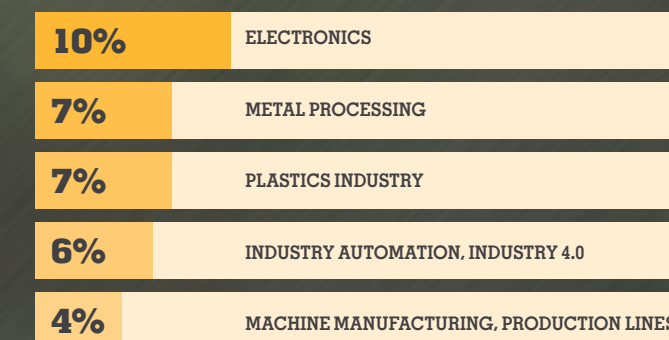 10% ELECTRONICS
7% METAL PROCESSING
7% PLASTICS INDUSTRY
6% INDUSTRY AUTOMATION, INDUSTRY 4.0
4% MACHINE MANUFACTURING, PRODUCTION LINES